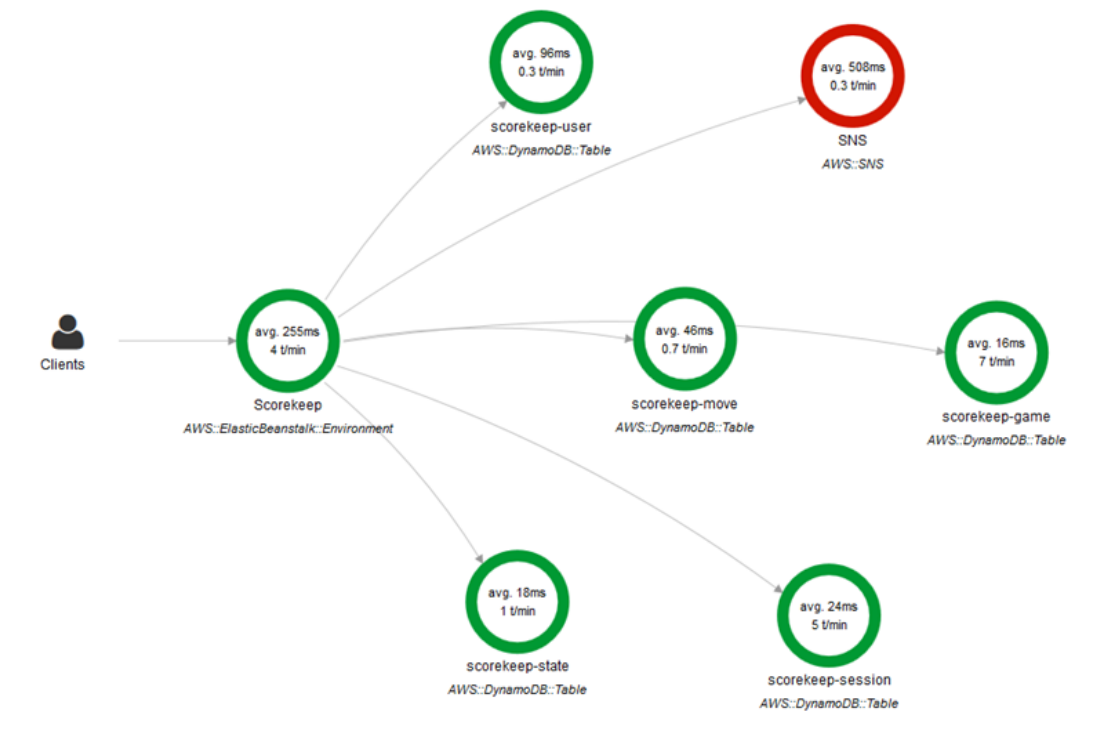 avg. 96ms
0.3 t/min
scorekeep-user
AWS::DynamoDB::Table
avg. 508ms
0.3 t/min
SNS
AWS::SNS
Clients
avg. 255ms
4 t/min
Scorekeep
AWS::ElasticBeanstalk::Environment
avg. 46ms
0.7 t/min
scorekeep-move
AWS::DynamoDB::Table
avg. 16ms
7 t/min
scorekeep-game
AWS::DynamoDB::Table
avg. 18ms
1 t/min
scorekeep-state
AWS::DynamoDB::Table
avg. 24ms
5 t/min
scorekeep-session
AWS::DynamoDB::Table